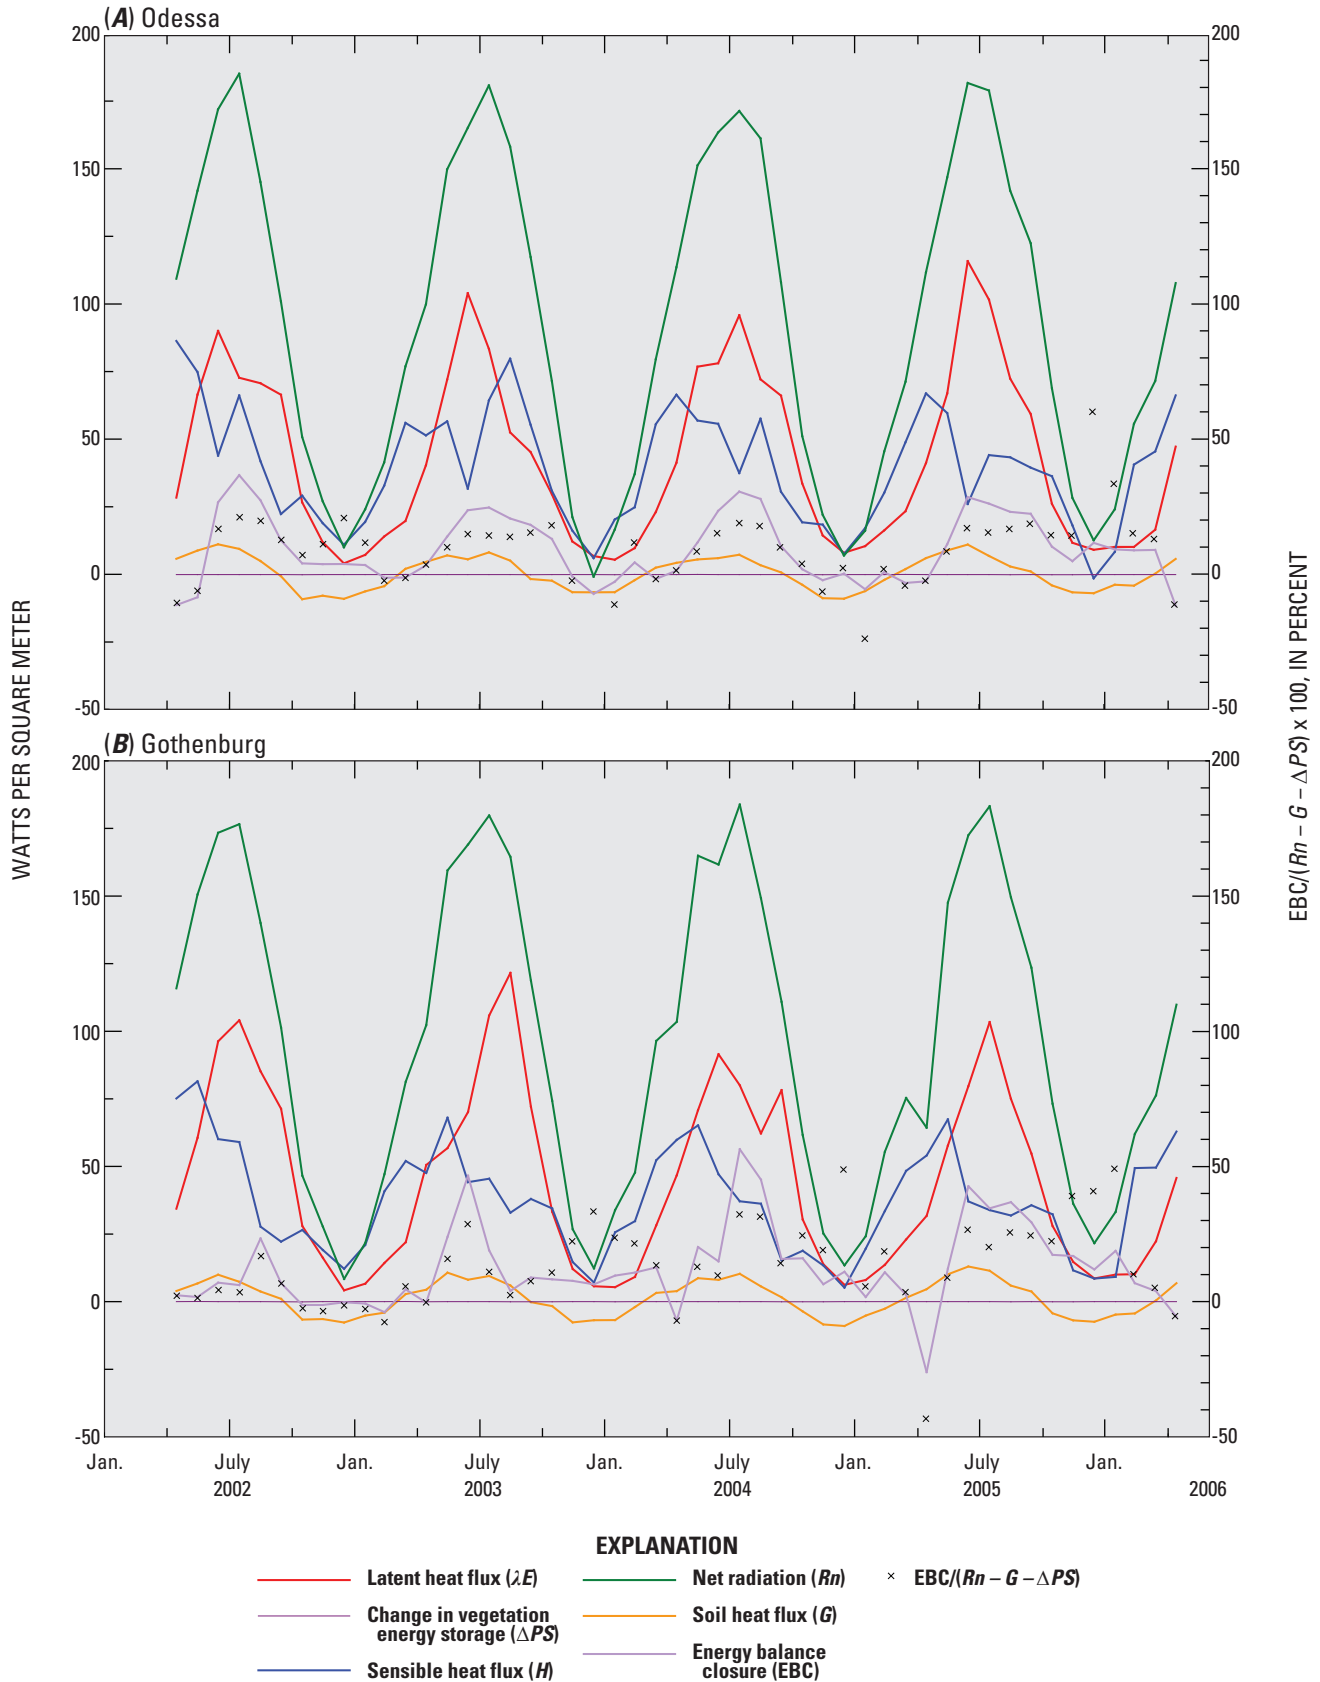 (A) Odessa
200
150
100
50
0
-50
200
150
100
50
0
-50
(B) Gothenburg
200
150
100
50
0
-50
200
150
100
50
0
-50
WATTS PER SQUARE METER
EBC/(Rn – G – ΔPS) x 100, IN PERCENT
Jan. July Jan. July Jan. July Jan. July Jan.
2002 2003 2004 2005 2006
EXPLANATION
Latent heat flux (λE)
Change in vegetation
energy storage (ΔPS)
Sensible heat flux (H)
Net radiation (Rn)
Soil heat flux (G)
Energy balance
closure (EBC)
× EBC/(Rn – G – ΔPS)